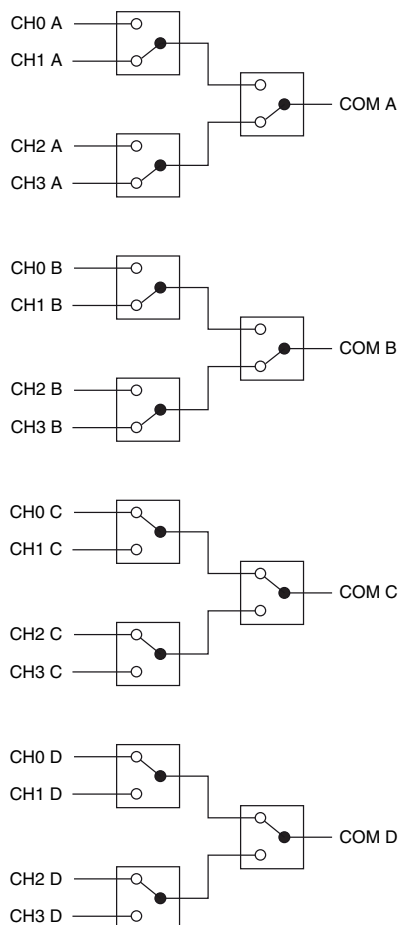 CH0 A
CH1 A
COM A
CH2 A
CH3 A
CH0 B
CH1 B
COM B
CH2 B
CH3 B
CH0 C
CH1 C
COM C
CH2 C
CH3 C
CH0 D
CH1 D
COM D
CH2 D
CH3 D